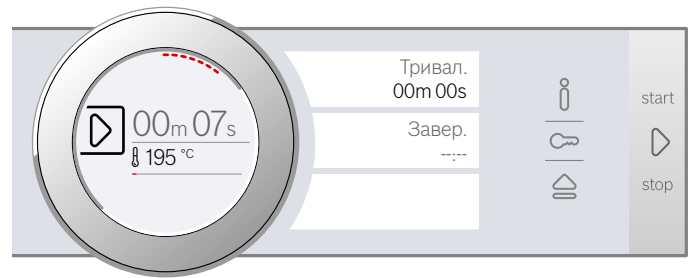 00m 07s
195 °C
Тривал.
00m 00s
Завер.
--:--
start
stop